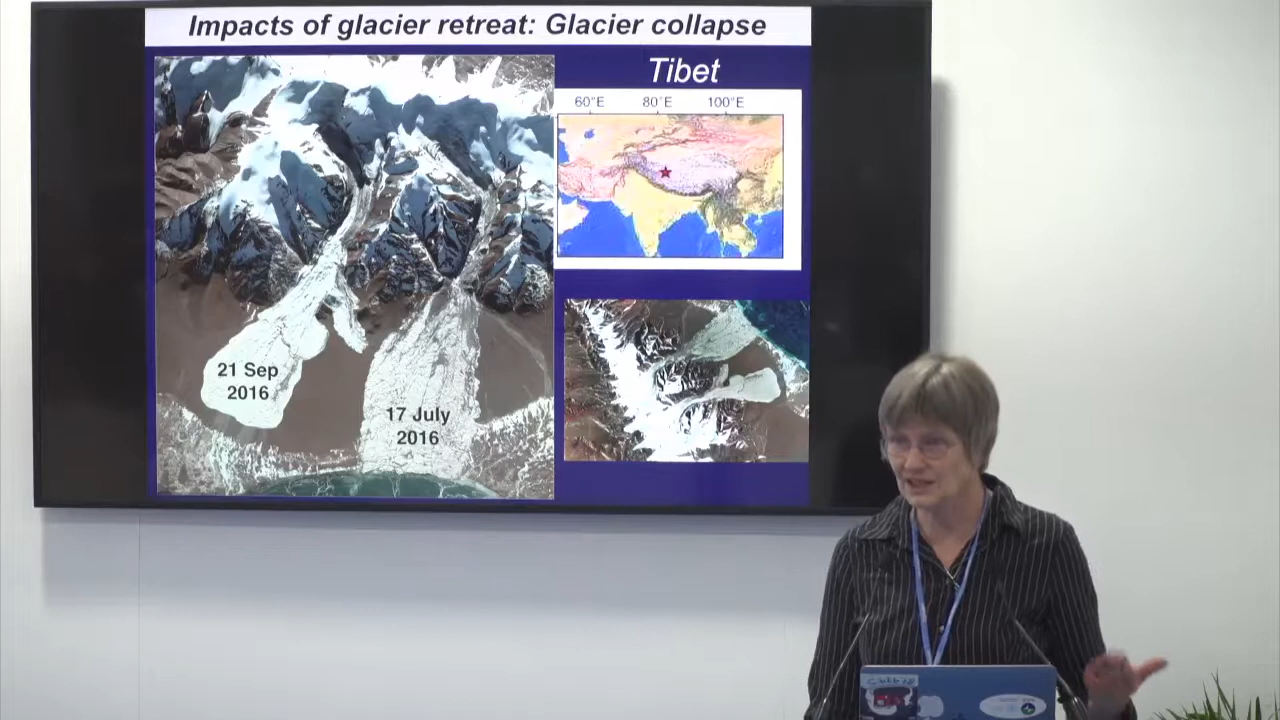 Impacts of glacier retreat: Glacier collapse
Tibet
60°E 80°E 100°E
21 Sep
2016
17 July
2016